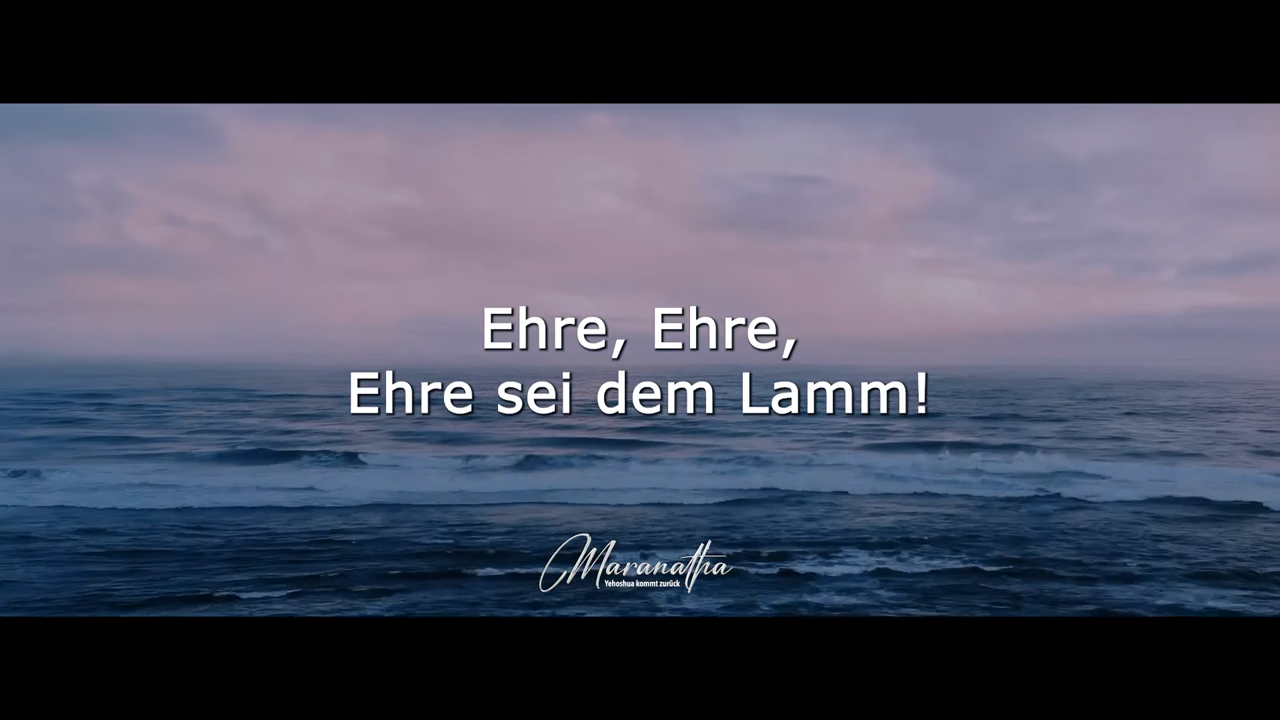 Ehre, Ehre,
Ehre sei dem Lamm!
Maranatha
Yehoshua kommt zurück